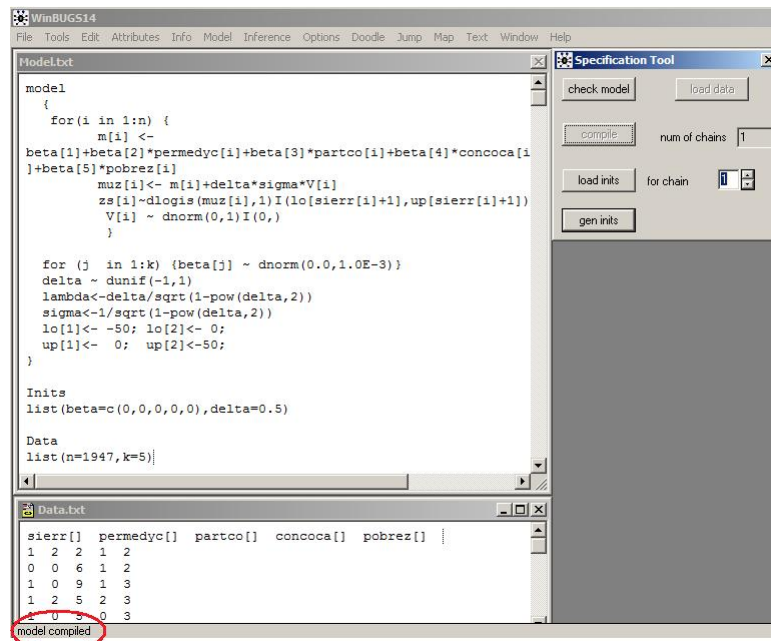 WinBUGS14
File Tools Edit Attributes Info Model Inference Options Doodle Jump Map Text Window Help
Model.txt
model
{
for(i in 1:n) {
m[i] <-
beta[1]+beta[2]*permedyc[i]+beta[3]*partco[i]+beta[4]*concoca[i
]+beta[5]*pobrez[i]
muz[i]<- m[i]+delta*sigma*V[i]
zs[i]~dlogis(muz[i],1)I(lo[sierr[i]+1],up[sierr[i]+1])
V[i] ~ dnorm(0,1)I(0,)
}
for (j in 1:k) {beta[j] ~ dnorm(0.0,1.0E-3)}
delta ~ dunif(-1,1)
lambda<-delta/sqrt(1-pow(delta,2))
sigma<-1/sqrt(1-pow(delta,2))
lo[1]<- -50; lo[2]<- 0;
up[1]<- 0; up[2]<-50;
}
Inits
list(beta=c(0,0,0,0,0),delta=0.5)
Data
list(n=1947,k=5)
Specification Tool
check model load data
compile num of chains 1
load inits for chain 1
gen inits
Data.txt
sierr[] permedyc[] partco[] concoca[] pobrez[]
1 2 2 1 2
0 0 6 1 2
1 0 9 1 3
1 2 5 2 3
1 0 5 0 3
model compiled